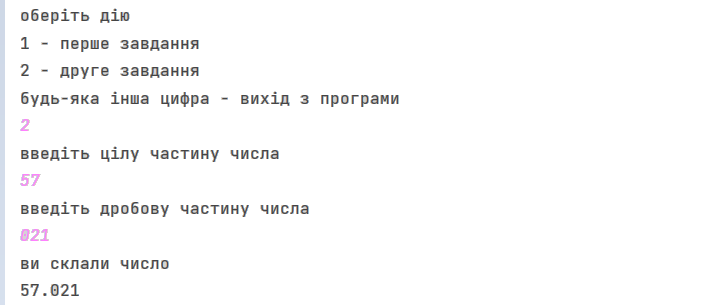 оберіть дію
1 - перше завдання
2 - друге завдання
будь-яка інша цифра - вихід з програми
2
введіть цілу частину числа
57
введіть дробову частину числа
021
ви склали число
57.021